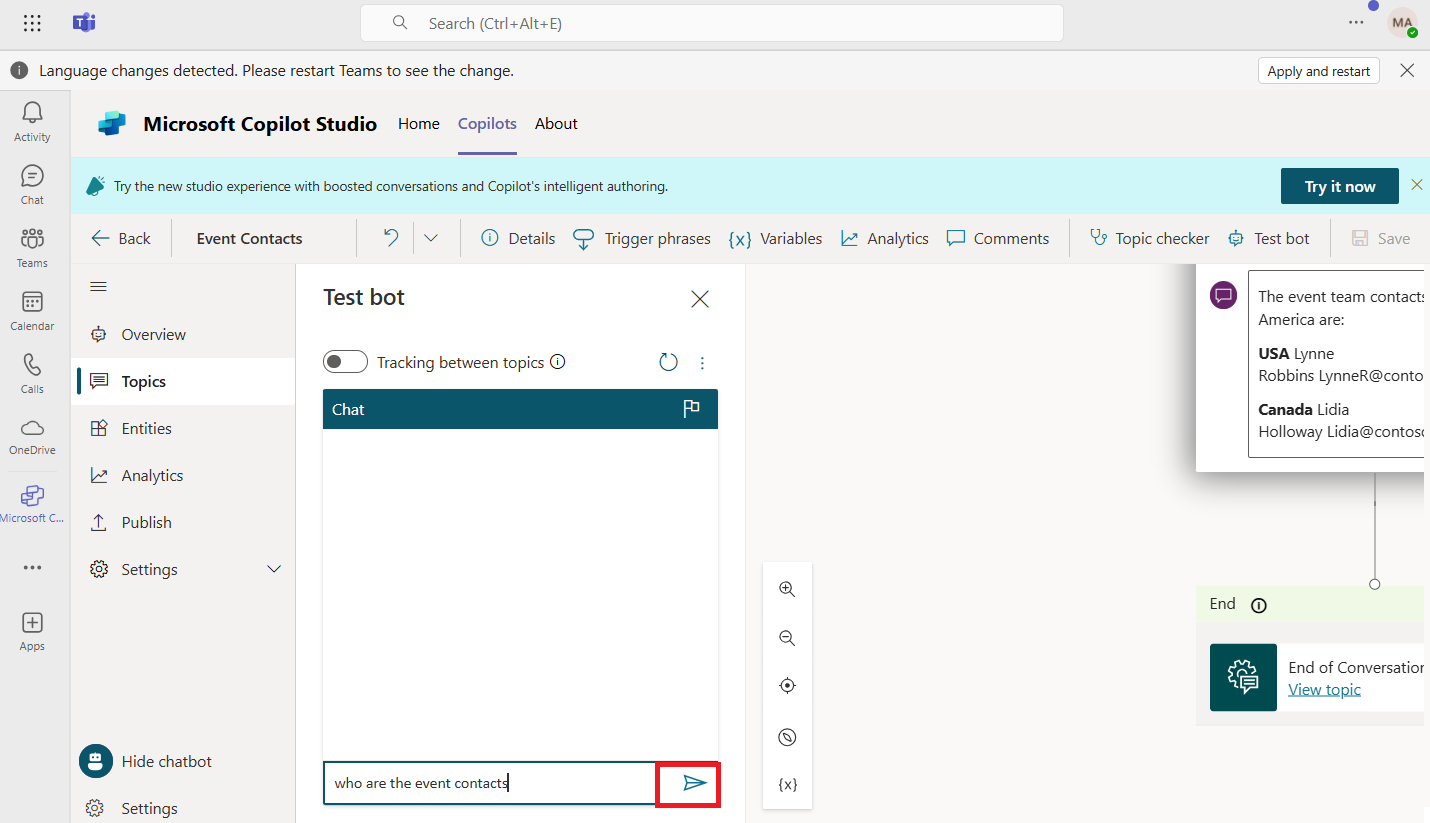 Search (Ctrl+Alt+E)
MA
Language changes detected. Please restart Teams to see the change.
Apply and restart
Activity
Chat
Teams
Calendar
Calls
OneDrive
Microsoft C...
Apps
Microsoft Copilot Studio
Home
Copilots
About
Try the new studio experience with boosted conversations and Copilot's intelligent authoring.
Try it now
Back
Event Contacts
Details
Trigger phrases
{x} Variables
Analytics
Comments
Topic checker
Test bot
Save
Overview
Topics
Entities
Analytics
Publish
Settings
Hide chatbot
Settings
Test bot
Tracking between topics
Chat
who are the event contacts
{x}
The event team contacts
America are:
USA Lynne
Robbins LynneR@conto
Canada Lidia
Holloway Lidia@contoso
End
End of Conversation
View topic